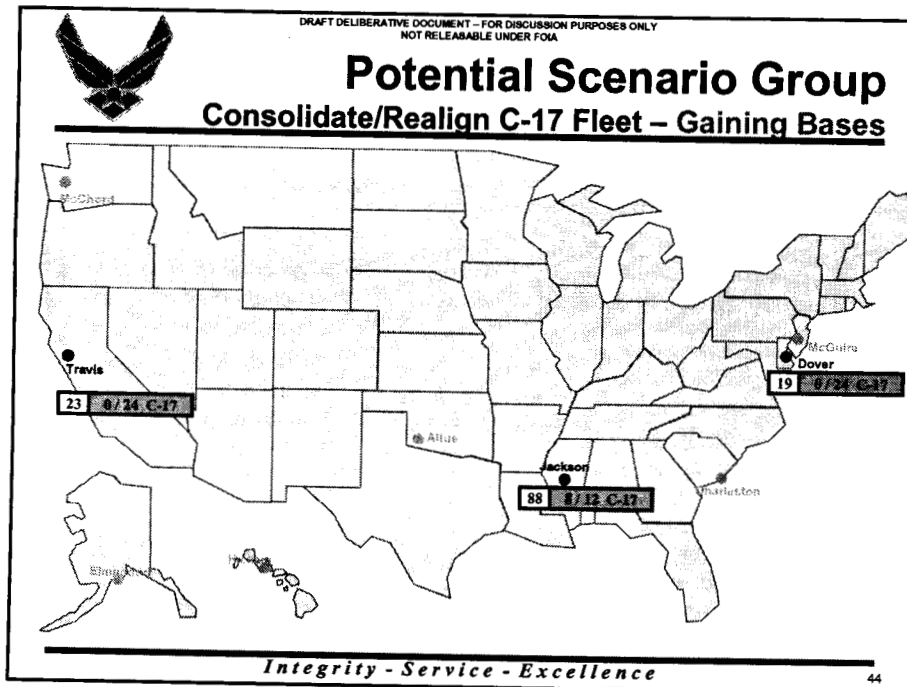 DRAFT DELIBERATIVE DOCUMENT – FOR DISCUSSION PURPOSES ONLY
NOT RELEASABLE UNDER FOIA
Potential Scenario Group
Consolidate/Realign C-17 Fleet – Gaining Bases
McChord
McGuire
Dover
19 0/24 C-17
Travis
23 0/24 C-17
Altus
Jackson
88 8/12 C-17
Charleston
Integrity - Service - Excellence
44